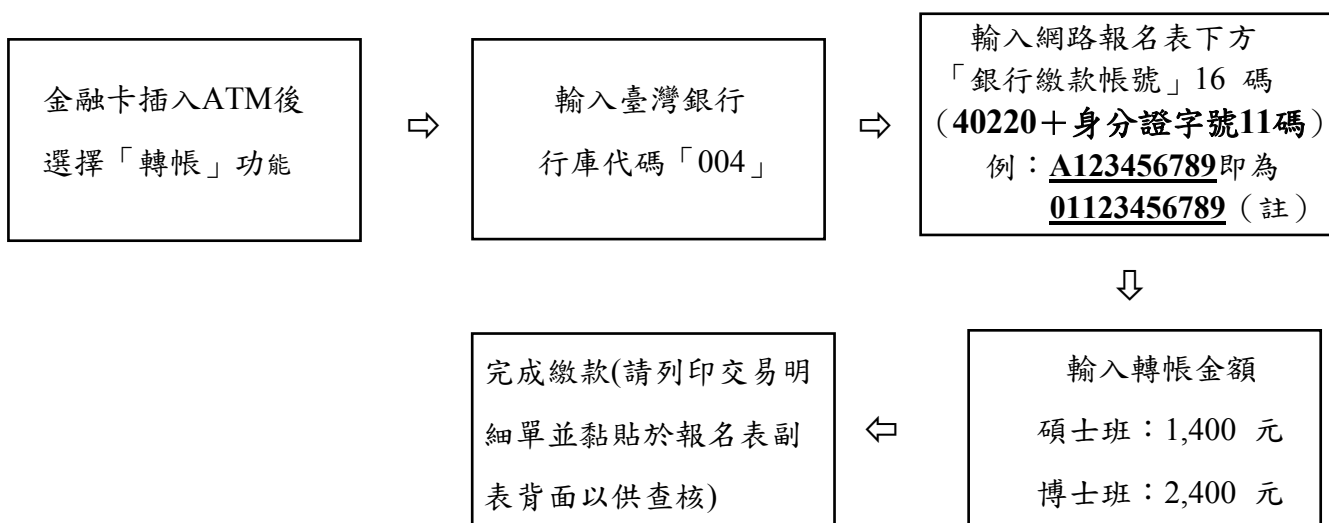 金融卡插入ATM後
選擇「轉帳」功能
⇨
輸入臺灣銀行
行庫代碼「004」
⇨
輸入網路報名表下方
「銀行繳款帳號」16 碼
（40220＋身分證字號11碼）
例：A123456789即為
01123456789（註）
⇩
輸入轉帳金額
碩士班：1,400 元
博士班：2,400 元
⇦
完成繳款(請列印交易明
細單並黏貼於報名表副
表背面以供查核)